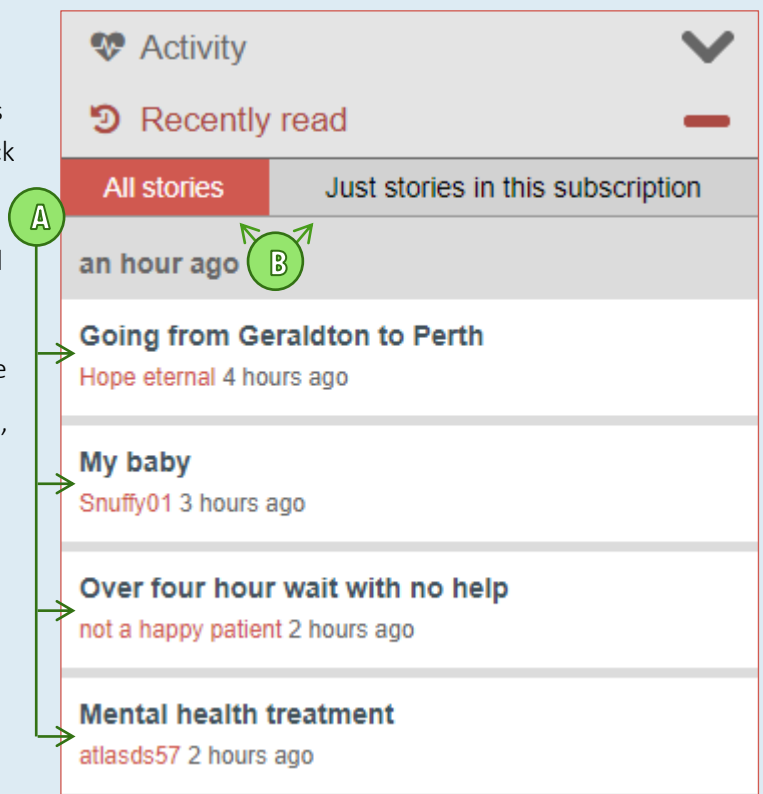 Activity
Recently read
All stories Just stories in this subscription
A
an hour ago B
Going from Geraldton to Perth
Hope eternal 4 hours ago
My baby
Snuffy01 3 hours ago
Over four hour wait with no help
not a happy patient 2 hours ago
Mental health treatment
atlasds57 2 hours ago